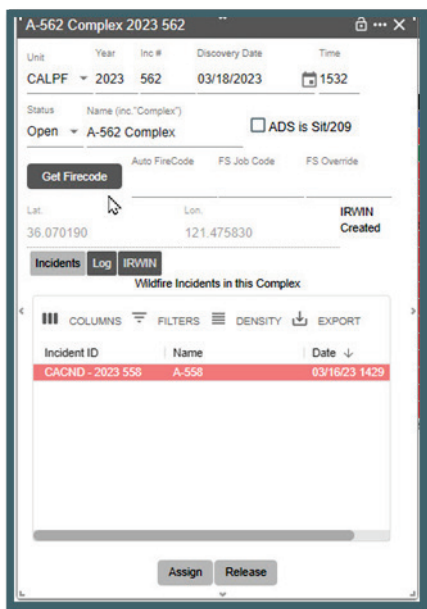 A-562 Complex 2023 562
Unit Year Inc # Discovery Date Time
CALPF 2023 562 03/18/2023 1532
Status Name (inc."Complex")
Open A-562 Complex ADS is Sit/209
Auto FireCode FS Job Code FS Override
Get Firecode
Lat. Lon. IRWIN
36.070190 121.475830 Created
Incidents Log IRWIN
Wildfire Incidents in this Complex
COLUMNS FILTERS DENSITY EXPORT
Incident ID Name Date
CACND - 2023 558 A-558 03/16/23 1429
Assign Release